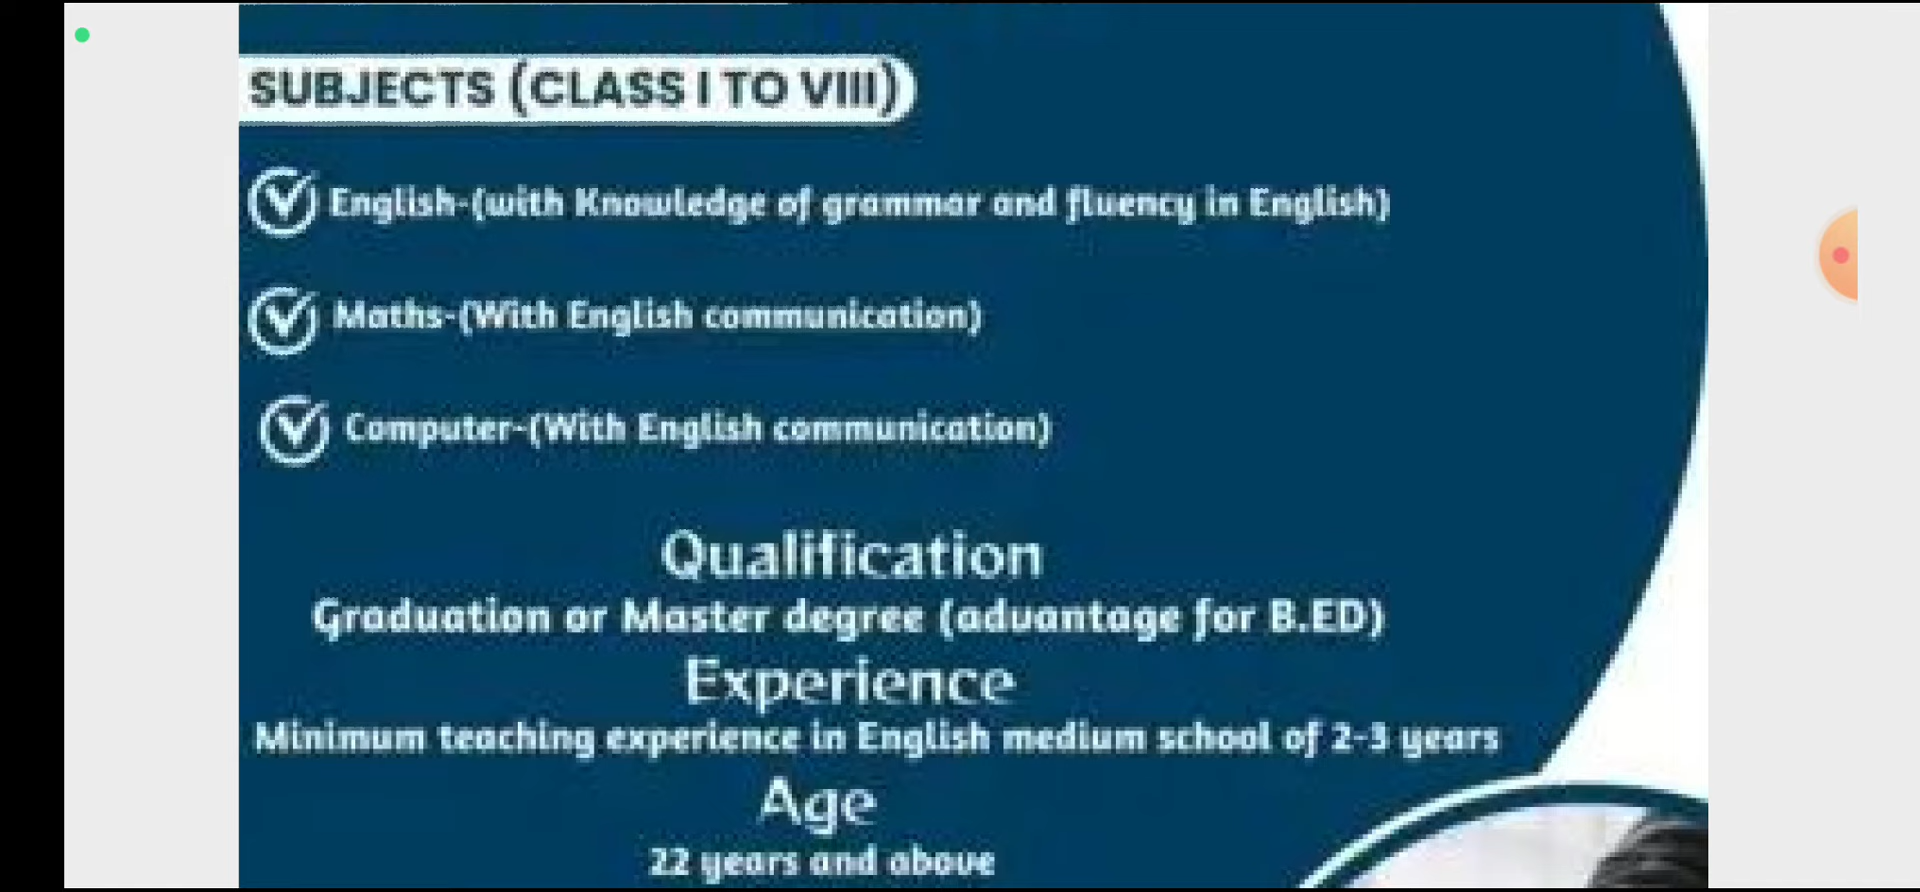 SUBJECTS (CLASS I TO VIII)
English-(with Knowledge of grammar and fluency in English)
Maths-(With English communication)
Computer-(With English communication)
Qualification
Graduation or Master degree (advantage for B.ED)
Experience
Minimum teaching experience in English medium school of 2-3 years
Age
22 years and above